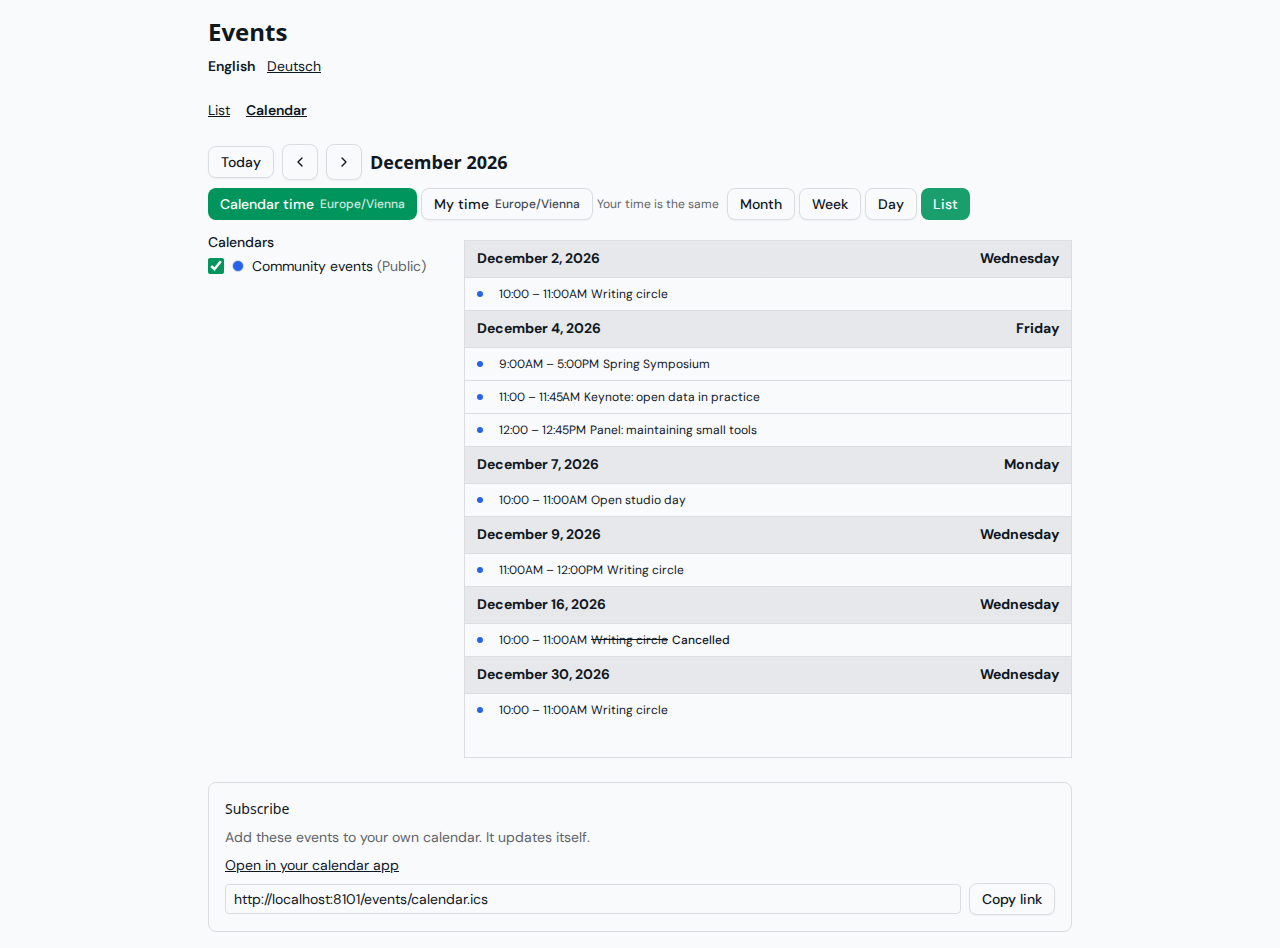 Events
English Deutsch
List Calendar
Today December 2026
Calendar time Europe/Vienna My time Europe/Vienna Your time is the same Month Week Day List
Calendars
Community events (Public)
December 2, 2026 Wednesday
10:00 – 11:00AM Writing circle
December 4, 2026 Friday
9:00AM – 5:00PM Spring Symposium
11:00 – 11:45AM Keynote: open data in practice
12:00 – 12:45PM Panel: maintaining small tools
December 7, 2026 Monday
10:00 – 11:00AM Open studio day
December 9, 2026 Wednesday
11:00AM – 12:00PM Writing circle
December 16, 2026 Wednesday
10:00 – 11:00AM Writing circle Cancelled
December 30, 2026 Wednesday
10:00 – 11:00AM Writing circle
Subscribe
Add these events to your own calendar. It updates itself.
Open in your calendar app
http://localhost:8101/events/calendar.ics Copy link